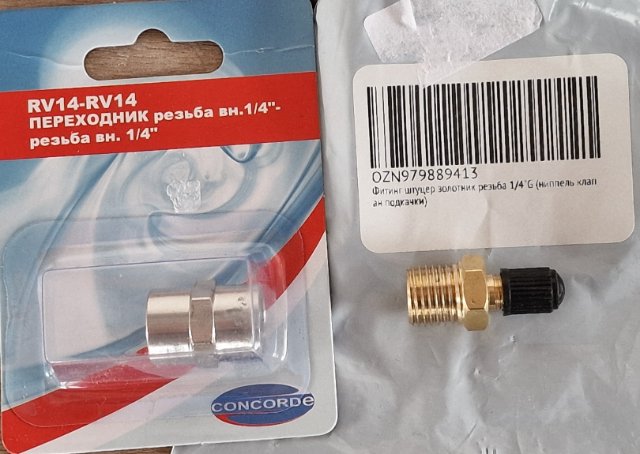 RV14-RV14
ПЕРЕХОДНИК резьба вн.1/4"-
резьба вн. 1/4"
CONCORDe
OZN979889413
Фитинг штуцер золотник резьба 1/4"G (ниппель клап
ан подкачки)